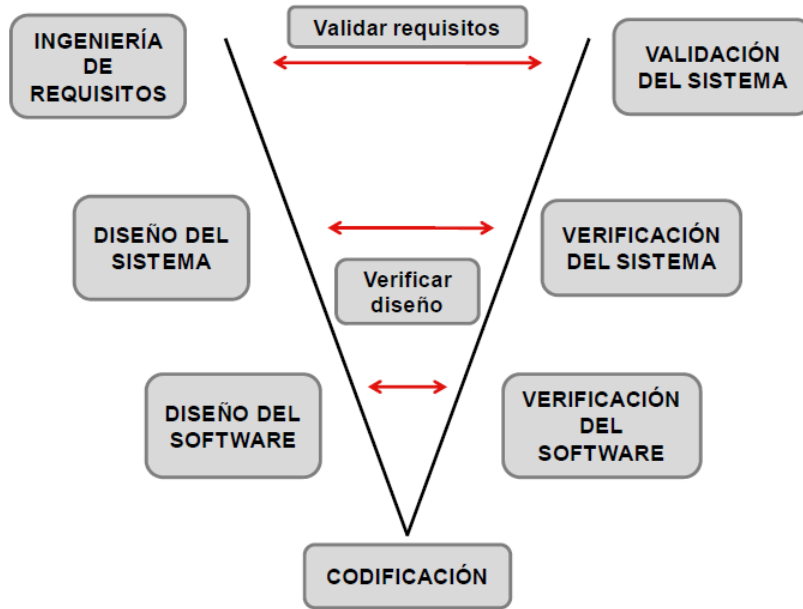 INGENIERÍA
DE
REQUISITOS
Validar requisitos
VALIDACIÓN
DEL SISTEMA
DISEÑO DEL
SISTEMA
Verificar
diseño
VERIFICACIÓN
DEL SISTEMA
DISEÑO DEL
SOFTWARE
VERIFICACIÓN
DEL
SOFTWARE
CODIFICACIÓN